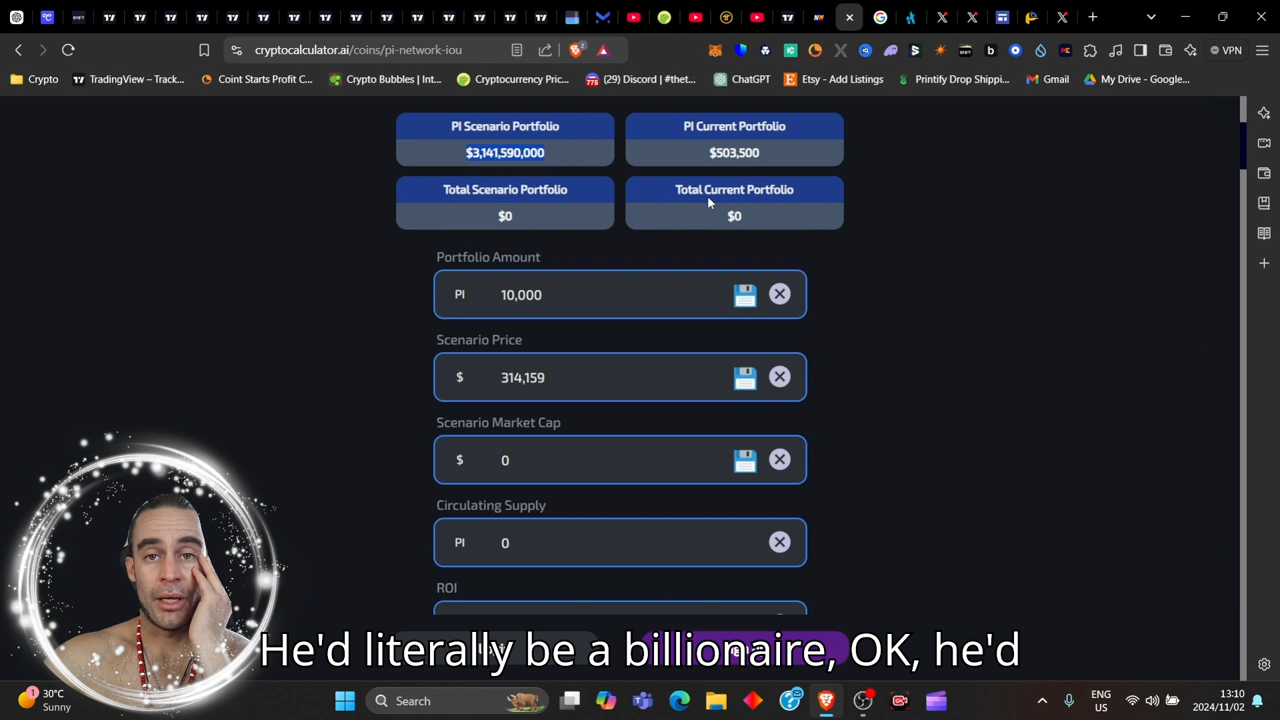 cryptocalculator.ai/coins/pi-network-iou
2
VPN
Crypto
TradingView – Track...
Coint Starts Profit C...
Crypto Bubbles | Int...
Cryptocurrency Pric...
(29) Discord | #thet...
ChatGPT
Etsy - Add Listings
Printify Drop Shippi...
Gmail
My Drive - Google...
PI Scenario Portfolio
$3,141,590,000
PI Current Portfolio
$503,500
Total Scenario Portfolio
$0
Total Current Portfolio
$0
Portfolio Amount
PI 10,000
Scenario Price
$ 314,159
Scenario Market Cap
$ 0
Circulating Supply
PI 0
ROI
He'd literally be a billionaire, OK, he'd
1
30°C
Sunny
Search
ENG
US
13:10
2024/11/02